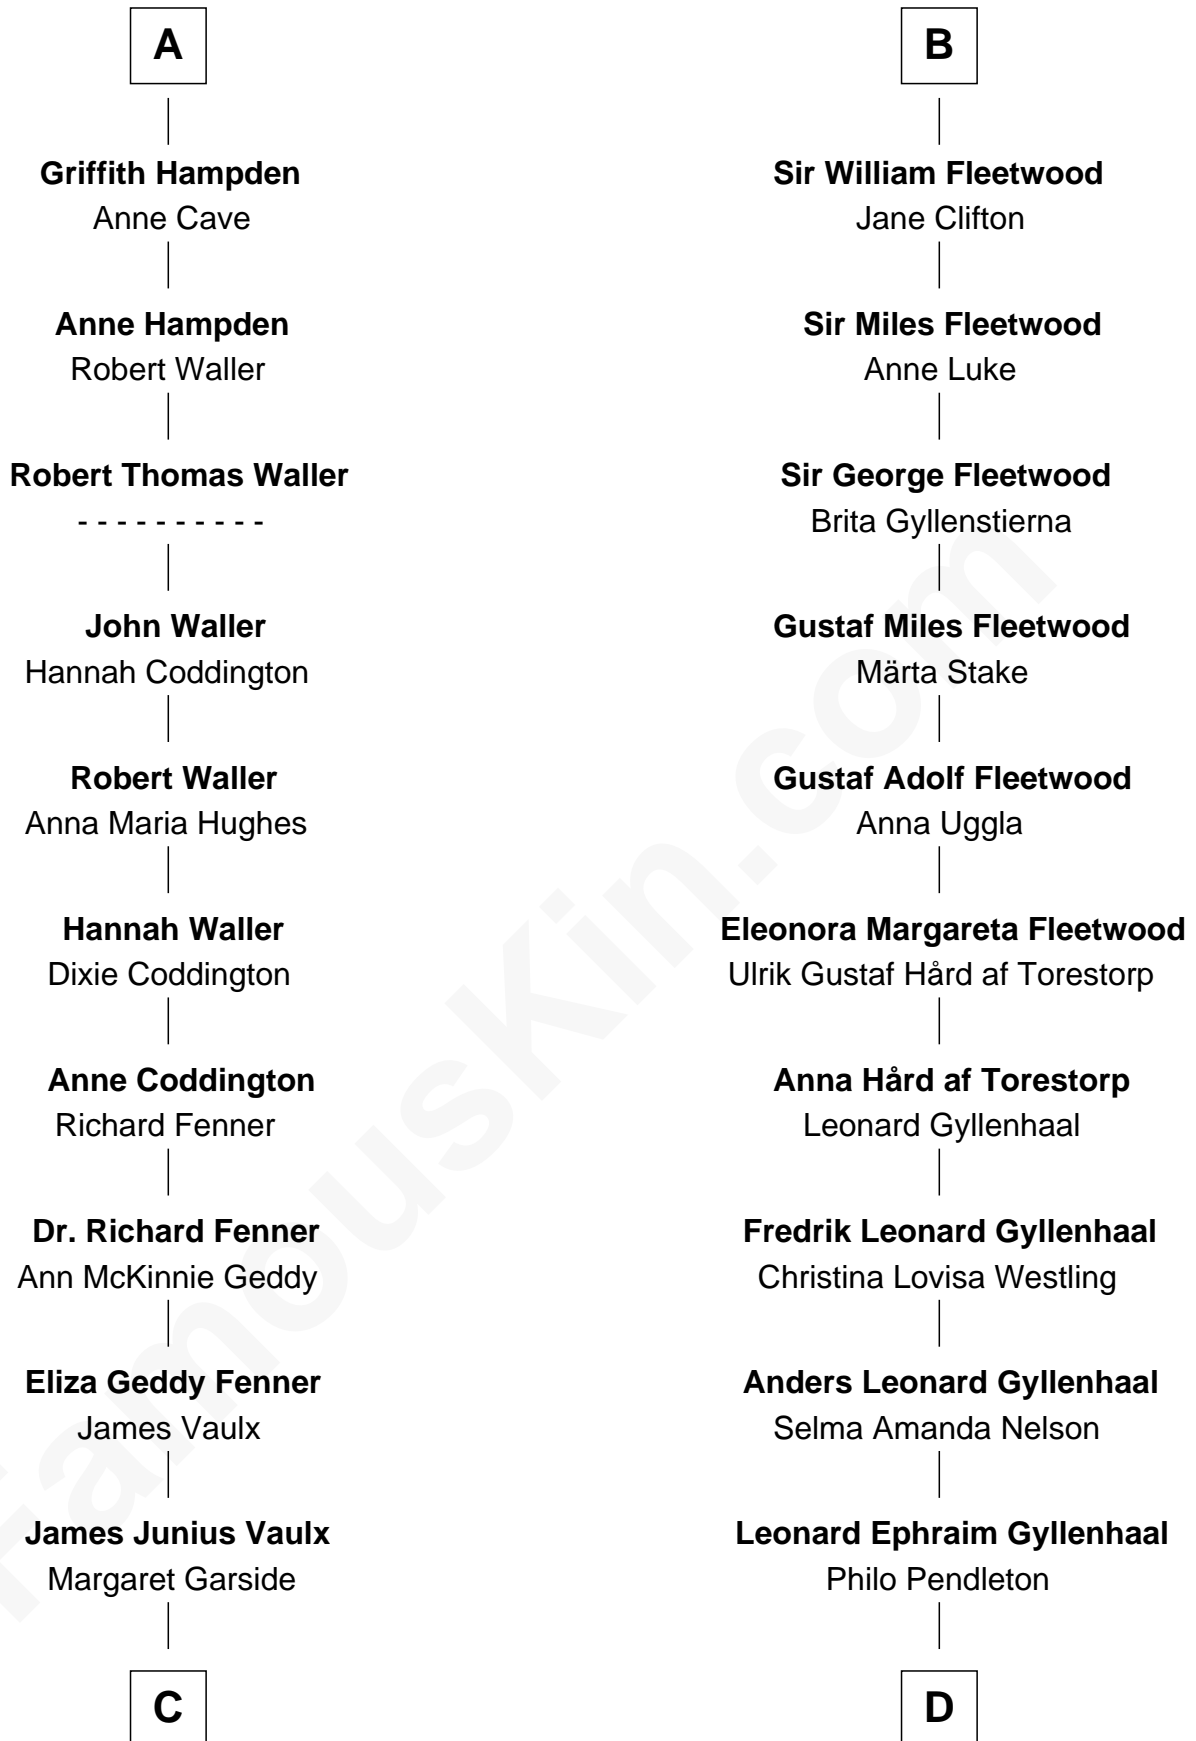 A
Griffith Hampden
Anne Cave
Anne Hampden
Robert Waller
Robert Thomas Waller
- - - - - - - - - -
John Waller
Hannah Coddington
Robert Waller
Anna Maria Hughes
Hannah Waller
Dixie Coddington
Anne Coddington
Richard Fenner
Dr. Richard Fenner
Ann McKinnie Geddy
Eliza Geddy Fenner
James Vaulx
James Junius Vaulx
Margaret Garside
C
B
Sir William Fleetwood
Jane Clifton
Sir Miles Fleetwood
Anne Luke
Sir George Fleetwood
Brita Gyllenstierna
Gustaf Miles Fleetwood
Märta Stake
Gustaf Adolf Fleetwood
Anna Uggla
Eleonora Margareta Fleetwood
Ulrik Gustaf Hård af Torestorp
Anna Hård af Torestorp
Leonard Gyllenhaal
Fredrik Leonard Gyllenhaal
Christina Lovisa Westling
Anders Leonard Gyllenhaal
Selma Amanda Nelson
Leonard Ephraim Gyllenhaal
Philo Pendleton
D
FamousKin.com